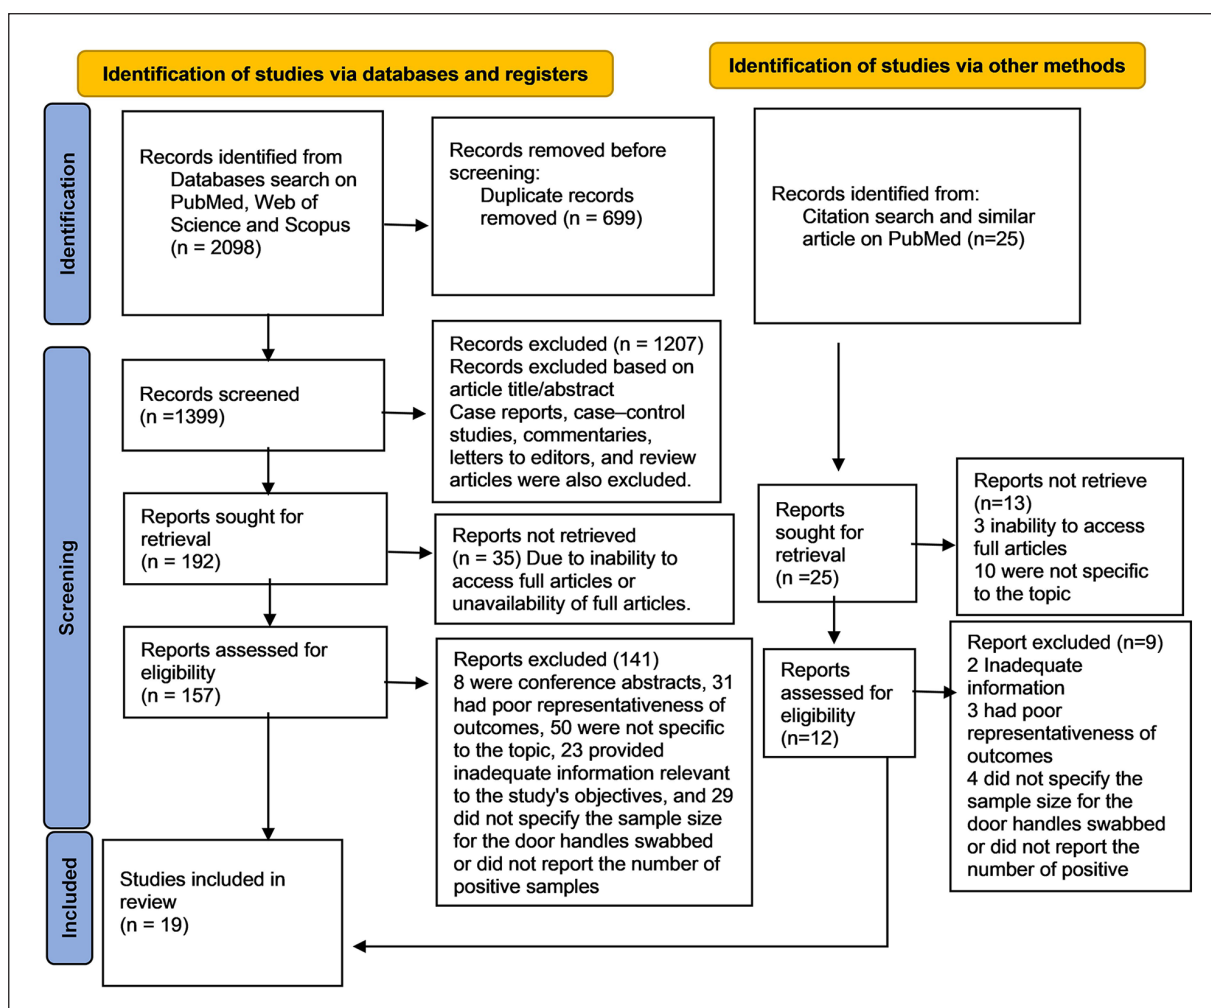 Identification of studies via databases and registers
Identification of studies via other methods
Identification
Records identified from
Databases search on
PubMed, Web of
Science and Scopus
(n = 2098)
Records removed before
screening:
Duplicate records
removed (n = 699)
Records identified from:
Citation search and similar
article on PubMed (n=25)
Screening
Records screened
(n =1399)
Records excluded (n = 1207)
Records excluded based on
article title/abstract
Case reports, case–control
studies, commentaries,
letters to editors, and review
articles were also excluded.
Reports sought for
retrieval
(n = 192)
Reports not retrieved
(n = 35) Due to inability to
access full articles or
unavailability of full articles.
Reports
sought for
retrieval
(n =25)
Reports not retrieve
(n=13)
3 inability to access
full articles
10 were not specific
to the topic
Reports assessed for
eligibility
(n = 157)
Reports excluded (141)
8 were conference abstracts, 31
had poor representativeness of
outcomes, 50 were not specific
to the topic, 23 provided
inadequate information relevant
to the study's objectives, and 29
did not specify the sample size
for the door handles swabbed
or did not report the number of
positive samples
Reports
assessed for
eligibility
(n=12)
Report excluded (n=9)
2 Inadequate
information
3 had poor
representativeness of
outcomes
4 did not specify the
sample size for the
door handles swabbed
or did not report the
number of positive
Included
Studies included in
review
(n = 19)